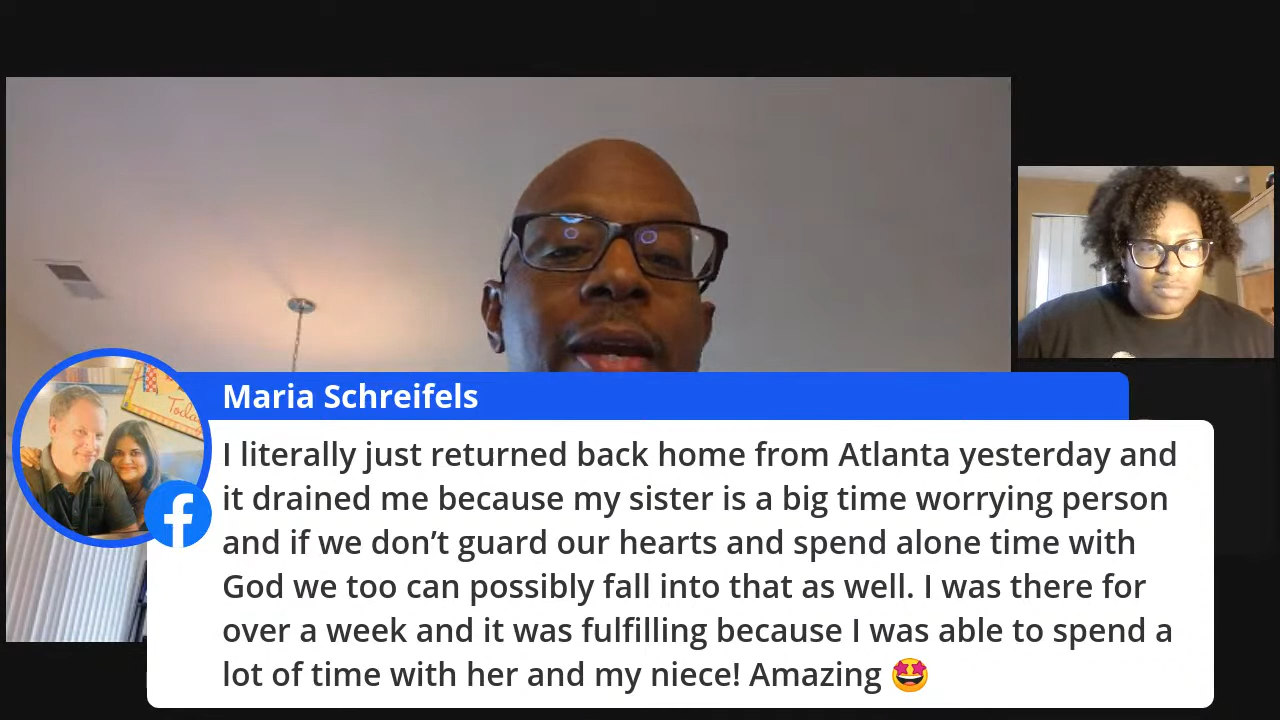 Today
Maria Schreifels
I literally just returned back home from Atlanta yesterday and
it drained me because my sister is a big time worrying person
and if we don’t guard our hearts and spend alone time with
God we too can possibly fall into that as well. I was there for
over a week and it was fulfilling because I was able to spend a
lot of time with her and my niece! Amazing 🤩